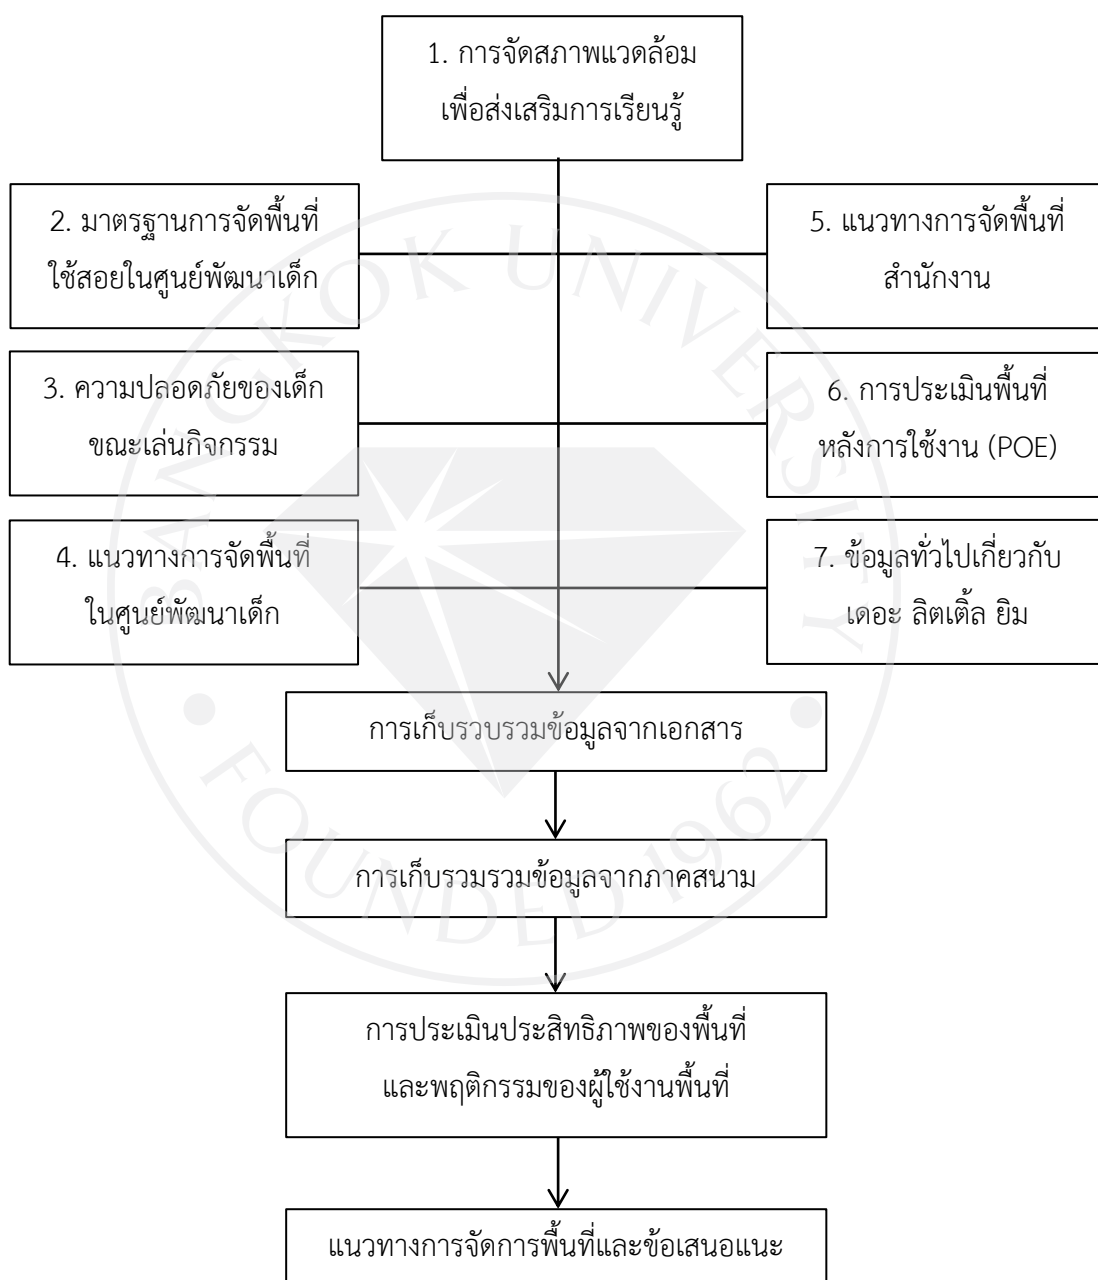 1. การจัดสภาพแวดล้อม
เพื่อส่งเสริมการเรียนรู้
2. มาตรฐานการจัดพื้นที่
ใช้สอยในศูนย์พัฒนาเด็ก
5. แนวทางการจัดพื้นที่
สำนักงาน
3. ความปลอดภัยของเด็ก
ขณะเล่นกิจกรรม
6. การประเมินพื้นที่
หลังการใช้งาน (POE)
4. แนวทางการจัดพื้นที่
ในศูนย์พัฒนาเด็ก
7. ข้อมูลทั่วไปเกี่ยวกับ
เดอะ ลิตเติ้ล ยิม
การเก็บรวบรวมข้อมูลจากเอกสาร
การเก็บรวมรวมข้อมูลจากภาคสนาม
การประเมินประสิทธิภาพของพื้นที่
และพฤติกรรมของผู้ใช้งานพื้นที่
แนวทางการจัดการพื้นที่และข้อเสนอแนะ
BANGKOK UNIVERSITY
FOUNDED 1962